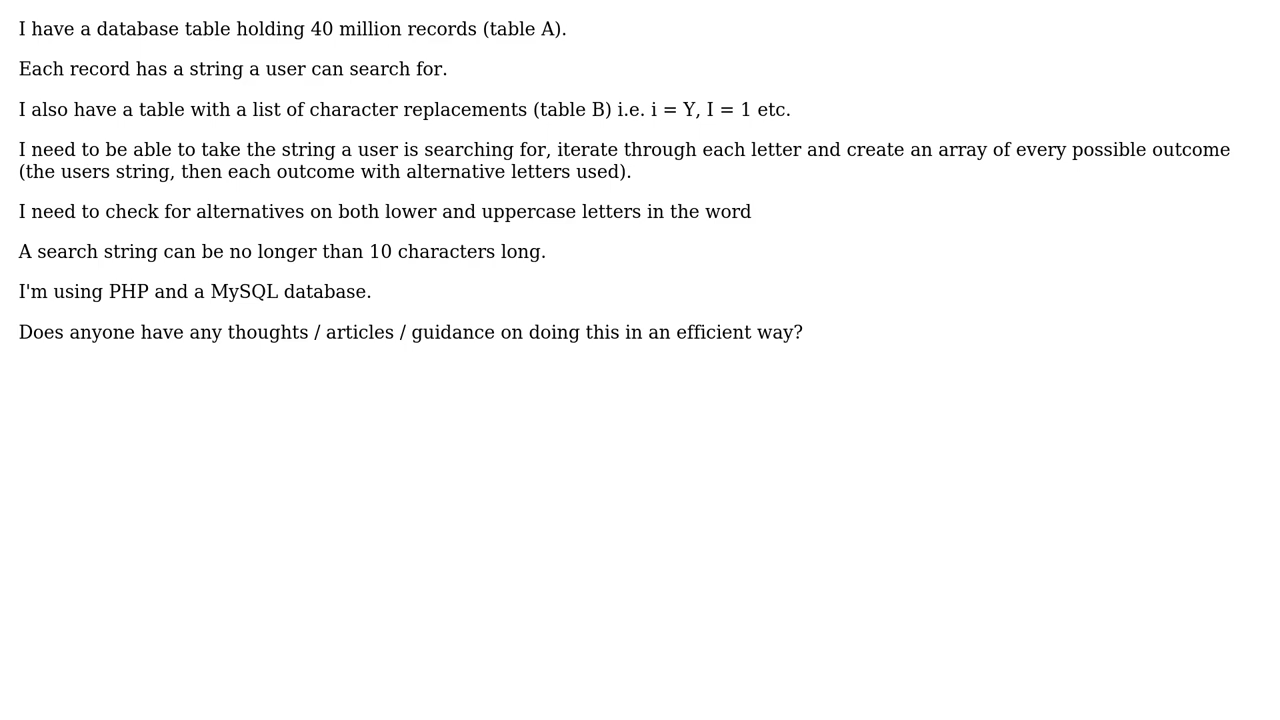 I have a database table holding 40 million records (table A).
Each record has a string a user can search for.
I also have a table with a list of character replacements (table B) i.e. i = Y, I = 1 etc.
I need to be able to take the string a user is searching for, iterate through each letter and create an array of every possible outcome
(the users string, then each outcome with alternative letters used).
I need to check for alternatives on both lower and uppercase letters in the word
A search string can be no longer than 10 characters long.
I'm using PHP and a MySQL database.
Does anyone have any thoughts / articles / guidance on doing this in an efficient way?